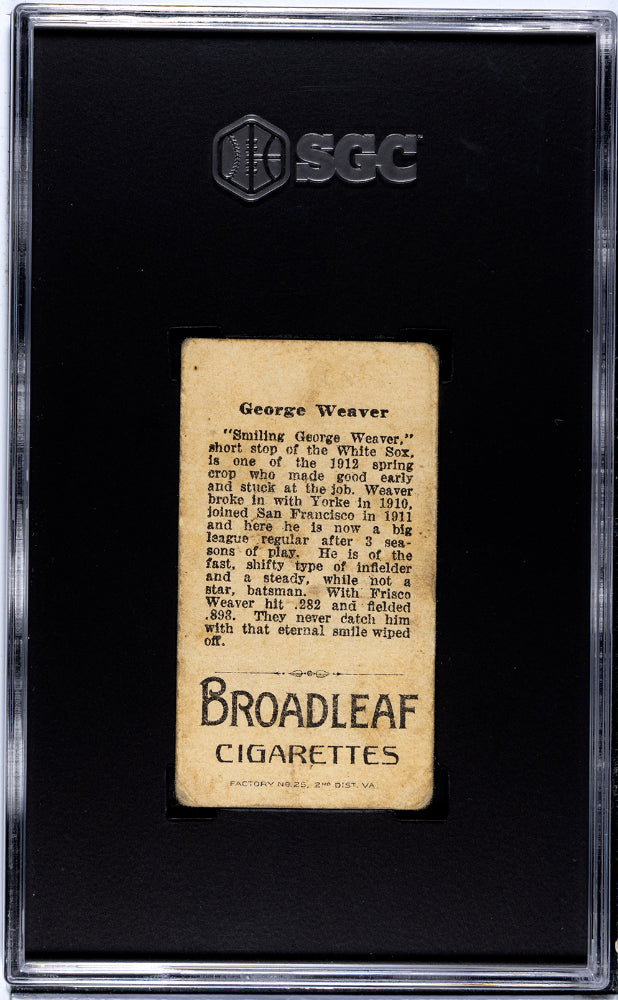 SGC
George Weaver
"Smiling George Weaver,"
short stop of the White Sox,
is one of the 1912 spring
crop who made good early
and stuck at the job. Weaver
broke in with Yorke in 1910,
joined San Francisco in 1911
and here he is now a big
league regular after 3 sea-
sons of play. He is of the
fast, shifty type of infielder
and a steady, while not a
star, batsman. With Frisco
Weaver hit .282 and fielded
.893. They never catch him
with that eternal smile wiped
off.
BROADLEAF
CIGARETTES
FACTORY NO. 25, 2ND DIST. VA.